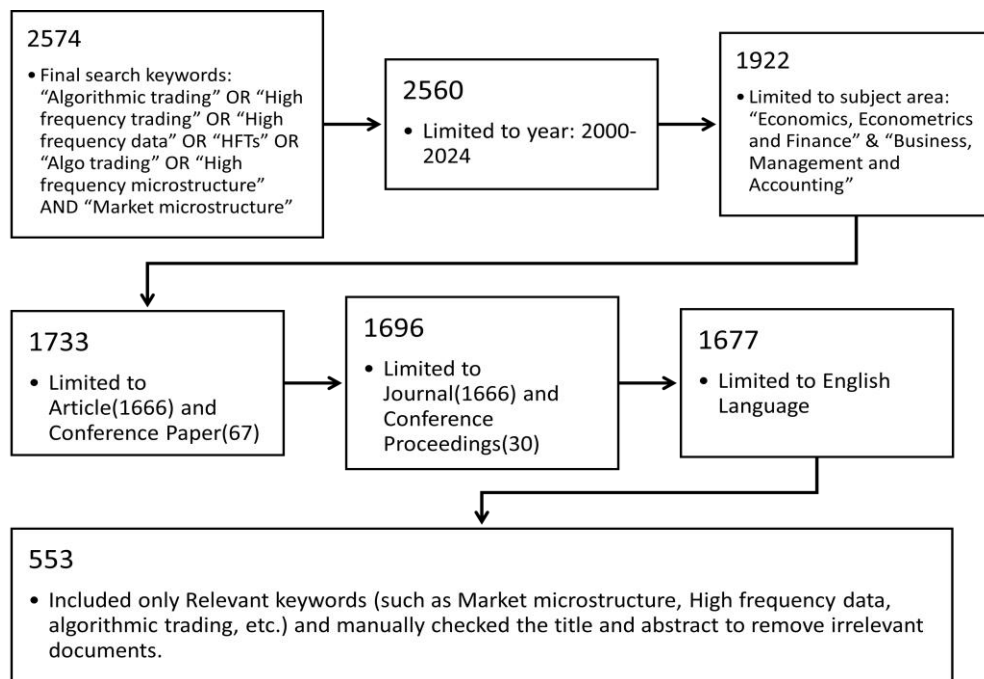 2574
• Final search keywords:
“Algorithmic trading” OR “High
frequency trading” OR “High
frequency data” OR “HFTs” OR
“Algo trading” OR “High
frequency microstructure”
AND “Market microstructure”
2560
• Limited to year: 2000-
2024
1922
• Limited to subject area:
“Economics, Econometrics
and Finance” & “Business,
Management and
Accounting”
1733
• Limited to
Article(1666) and
Conference Paper(67)
1696
• Limited to
Journal(1666) and
Conference
Proceedings(30)
1677
• Limited to English
Language
553
• Included only Relevant keywords (such as Market microstructure, High frequency data,
algorithmic trading, etc.) and manually checked the title and abstract to remove irrelevant
documents.